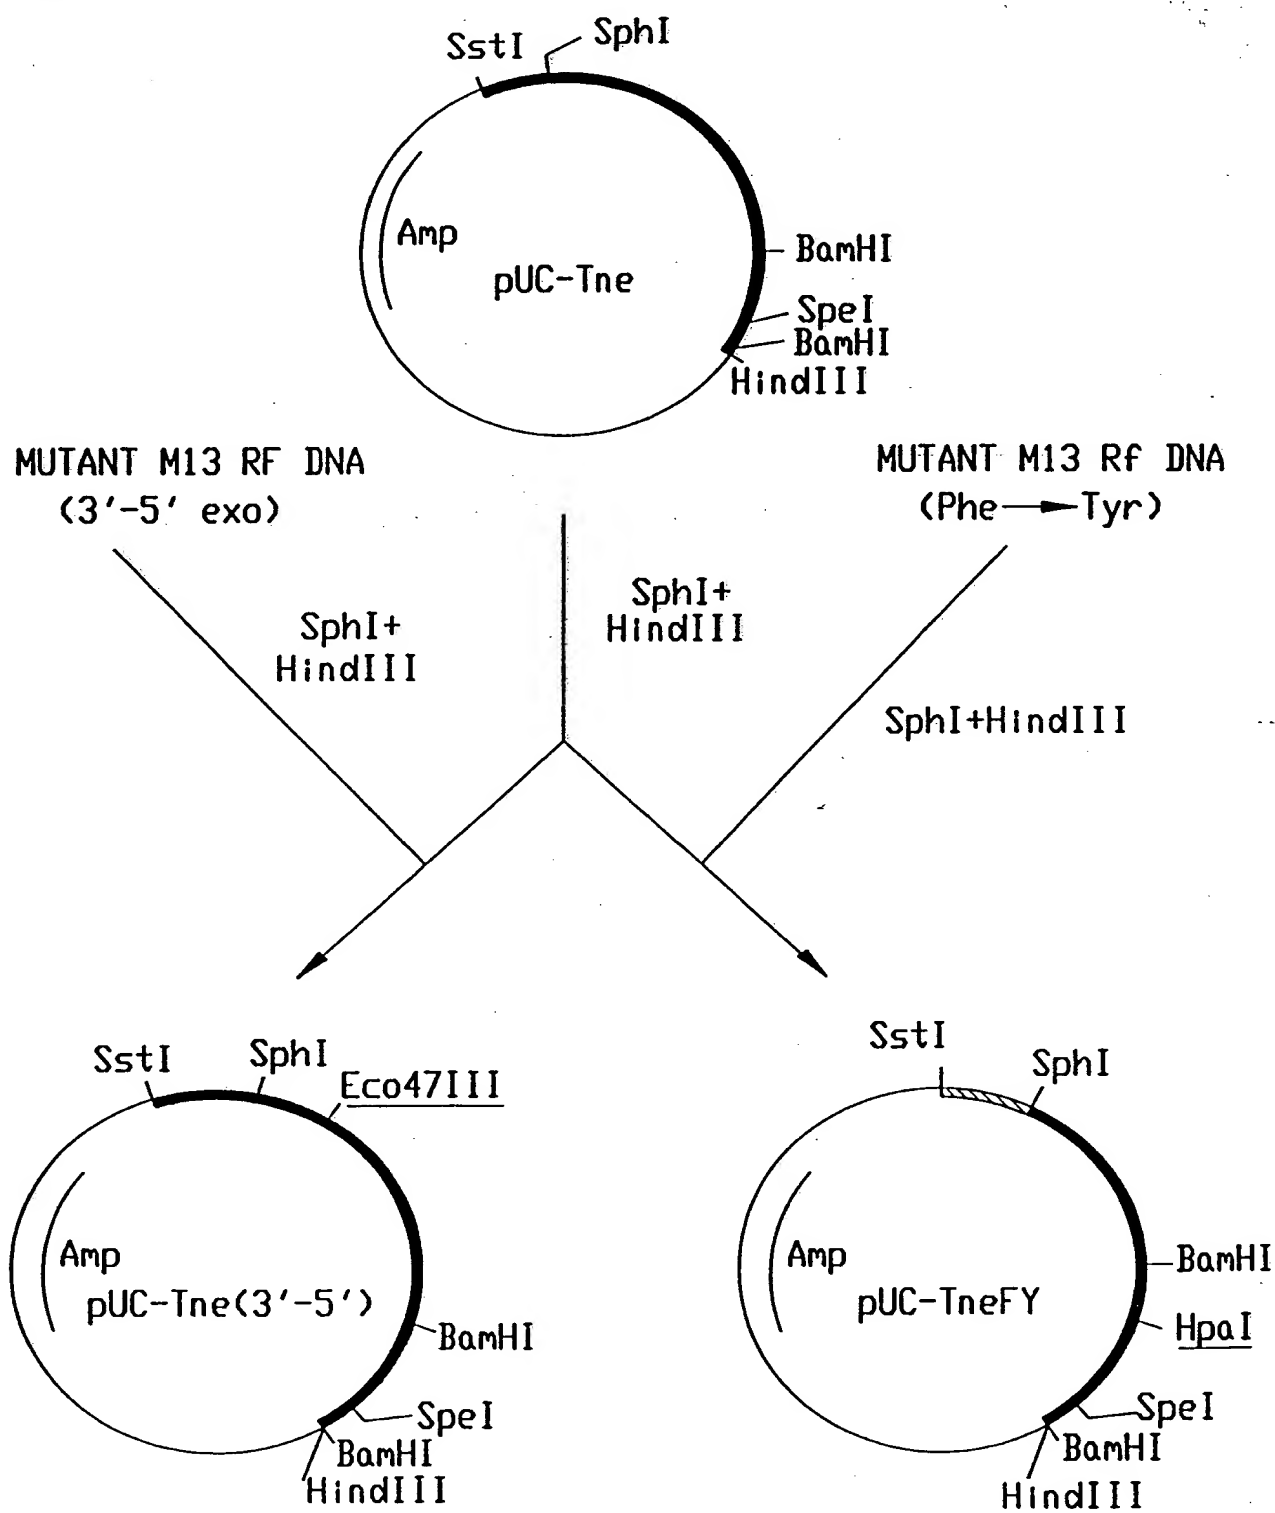 SstI
SphI
Amp
pUC-Tne
BamHI
SpeI
BamHI
HindIII
MUTANT M13 RF DNA
(3'-5' exo)
MUTANT M13 Rf DNA
(Phe→Tyr)
SphI+
HindIII
SphI+
HindIII
SphI+HindIII
SstI
SphI
Eco47III
Amp
pUC-Tne(3'-5')
BamHI
SpeI
BamHI
HindIII
SstI
SphI
Amp
pUC-TneFY
BamHI
HpaI
SpeI
BamHI
HindIII